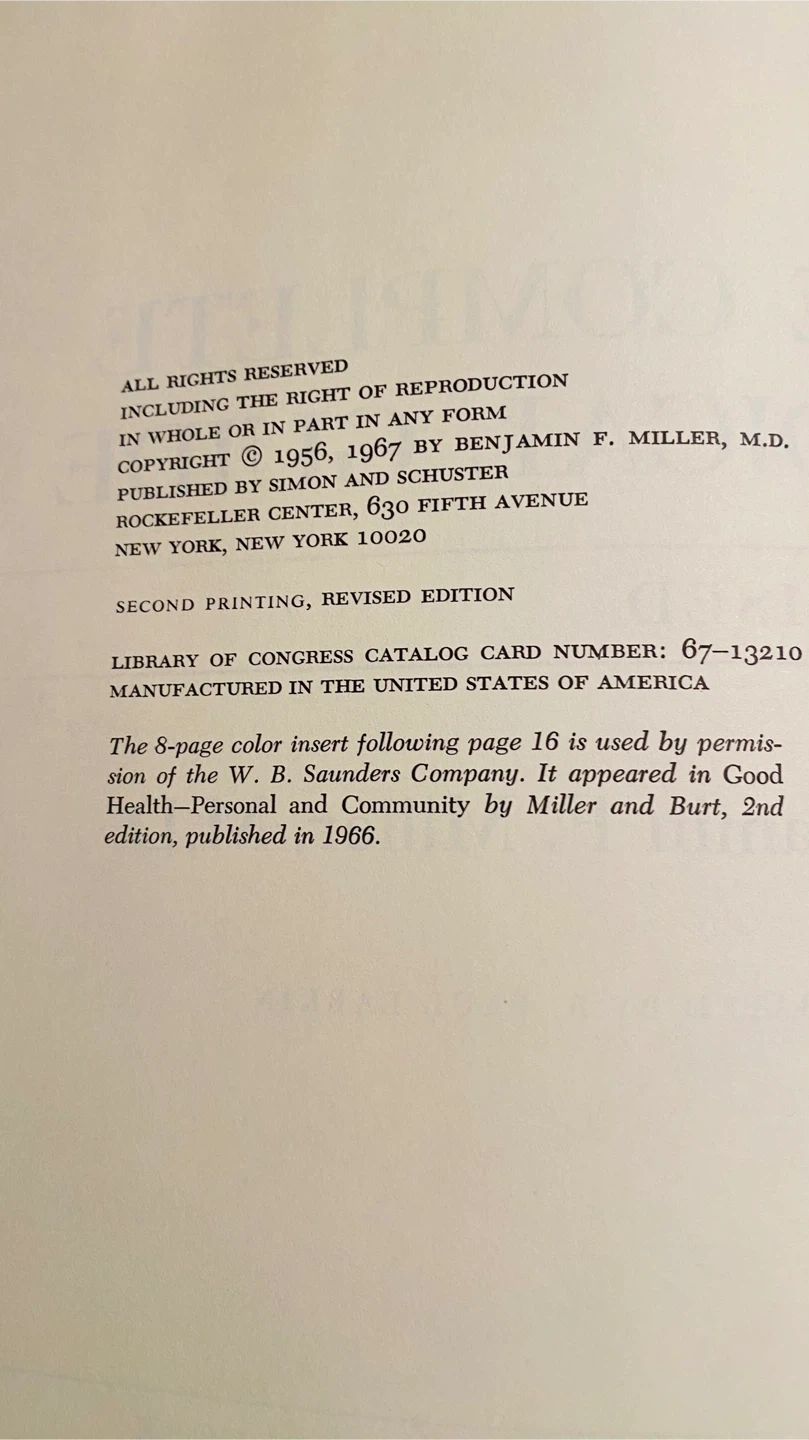 ALL RIGHTS RESERVED
INCLUDING THE RIGHT OF REPRODUCTION
IN WHOLE OR IN PART IN ANY FORM
COPYRIGHT © 1956, 1967 BY BENJAMIN F. MILLER, M.D.
PUBLISHED BY SIMON AND SCHUSTER
ROCKEFELLER CENTER, 630 FIFTH AVENUE
NEW YORK, NEW YORK 10020
SECOND PRINTING, REVISED EDITION
LIBRARY OF CONGRESS CATALOG CARD NUMBER: 67–13210
MANUFACTURED IN THE UNITED STATES OF AMERICA
The 8-page color insert following page 16 is used by permis-
sion of the W. B. Saunders Company. It appeared in Good
Health—Personal and Community by Miller and Burt, 2nd
edition, published in 1966.